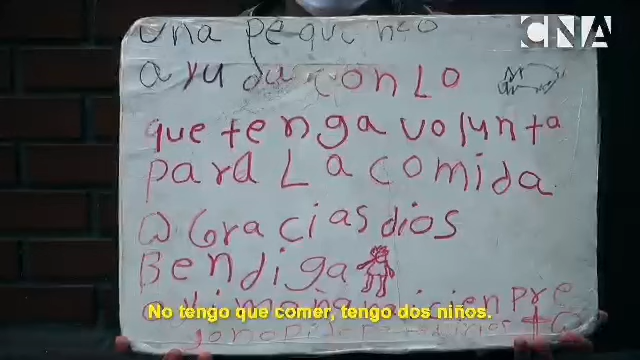 CNA
una pequineo
ayuda con Lo
que tenga volunta
para La comida
Gracias dios
Bendiga
No tengo que comer, tengo dos niños.